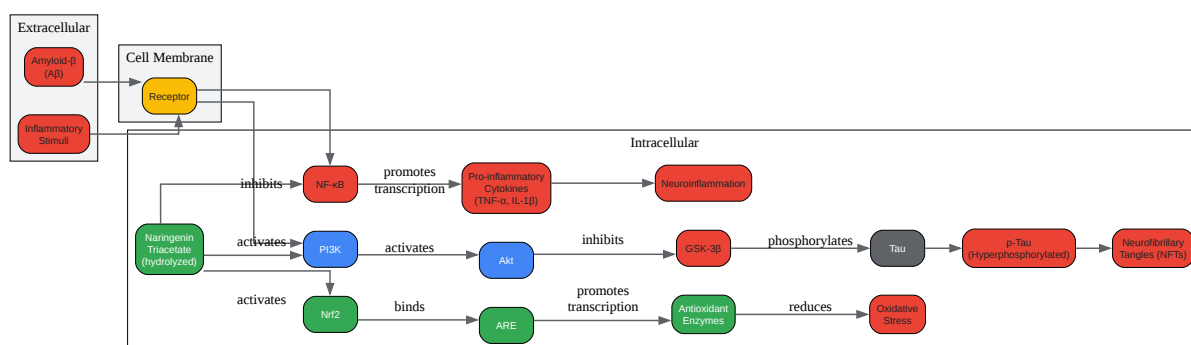 Extracellular
Amyloid-β
(Aβ)
Inflammatory
Stimuli
Cell Membrane
Receptor
Intracellular
inhibits
NF-κB
promotes
transcription
Pro-inflammatory
Cytokines
(TNF-α, IL-1β)
Neuroinflammation
Naringenin
Triacetate
(hydrolyzed)
activates
PI3K
activates
Akt
inhibits
GSK-3β
phosphorylates
Tau
p-Tau
(Hyperphosphorylated)
Neurofibrillary
Tangles (NFTs)
activates
Nrf2
binds
ARE
promotes
transcription
Antioxidant
Enzymes
reduces
Oxidative
Stress